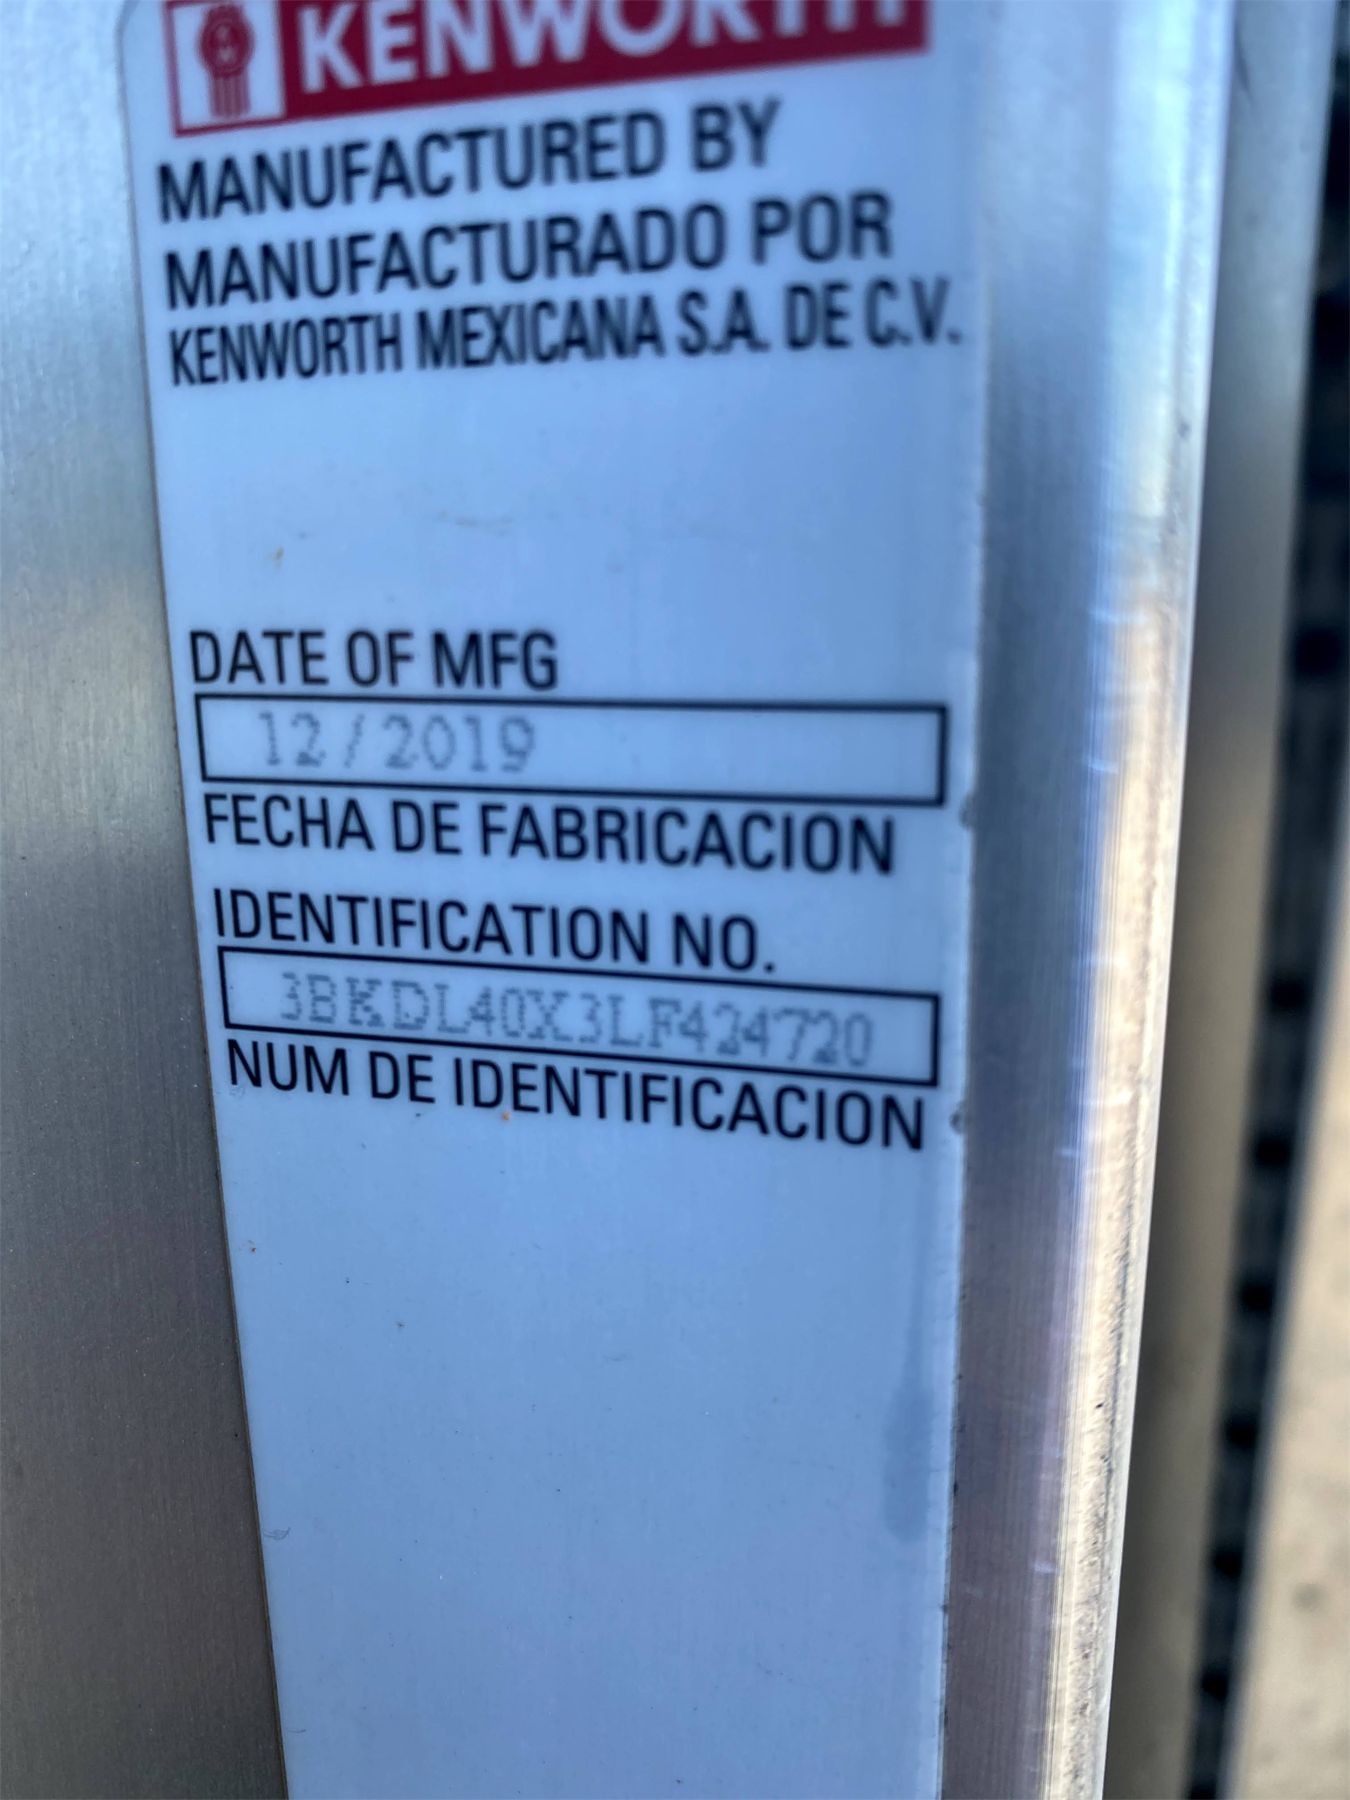 KENWORTH
MANUFACTURED BY
MANUFACTURADO POR
KENWORTH MEXICANA S.A. DE C.V.
DATE OF MFG
12/2019
FECHA DE FABRICACION
IDENTIFICATION NO.
3BKDL40X3LF424720
NUM DE IDENTIFICACION